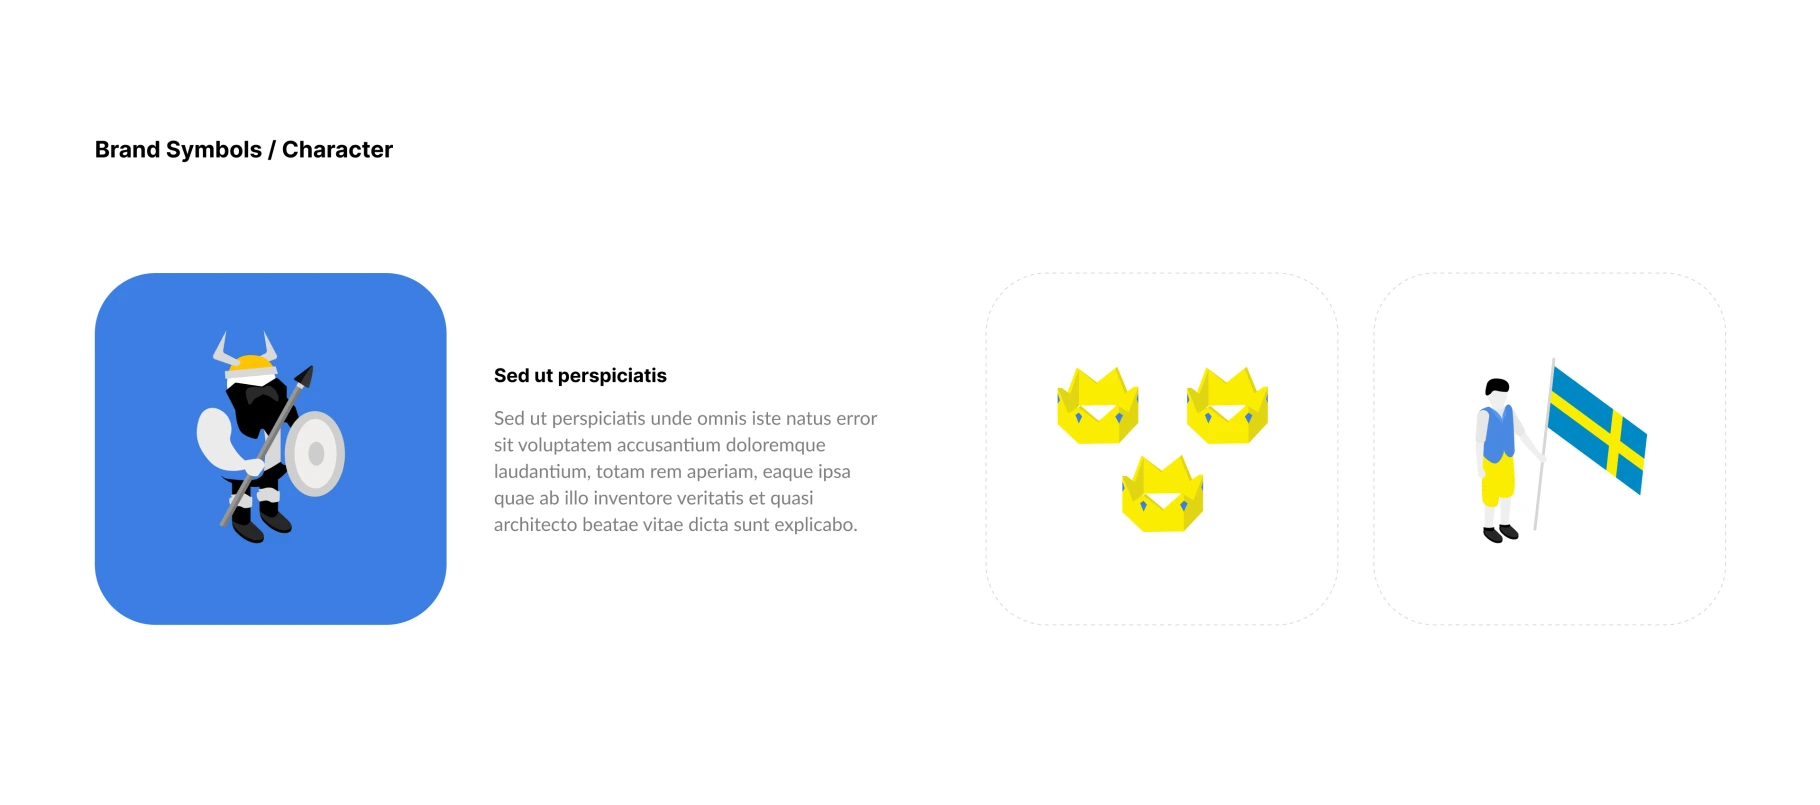 Brand Symbols / Character
Sed ut perspiciatis
Sed ut perspiciatis unde omnis iste natus error
sit voluptatem accusantium doloremque
laudantium, totam rem aperiam, eaque ipsa
quae ab illo inventore veritatis et quasi
architecto beatae vitae dicta sunt explicabo.